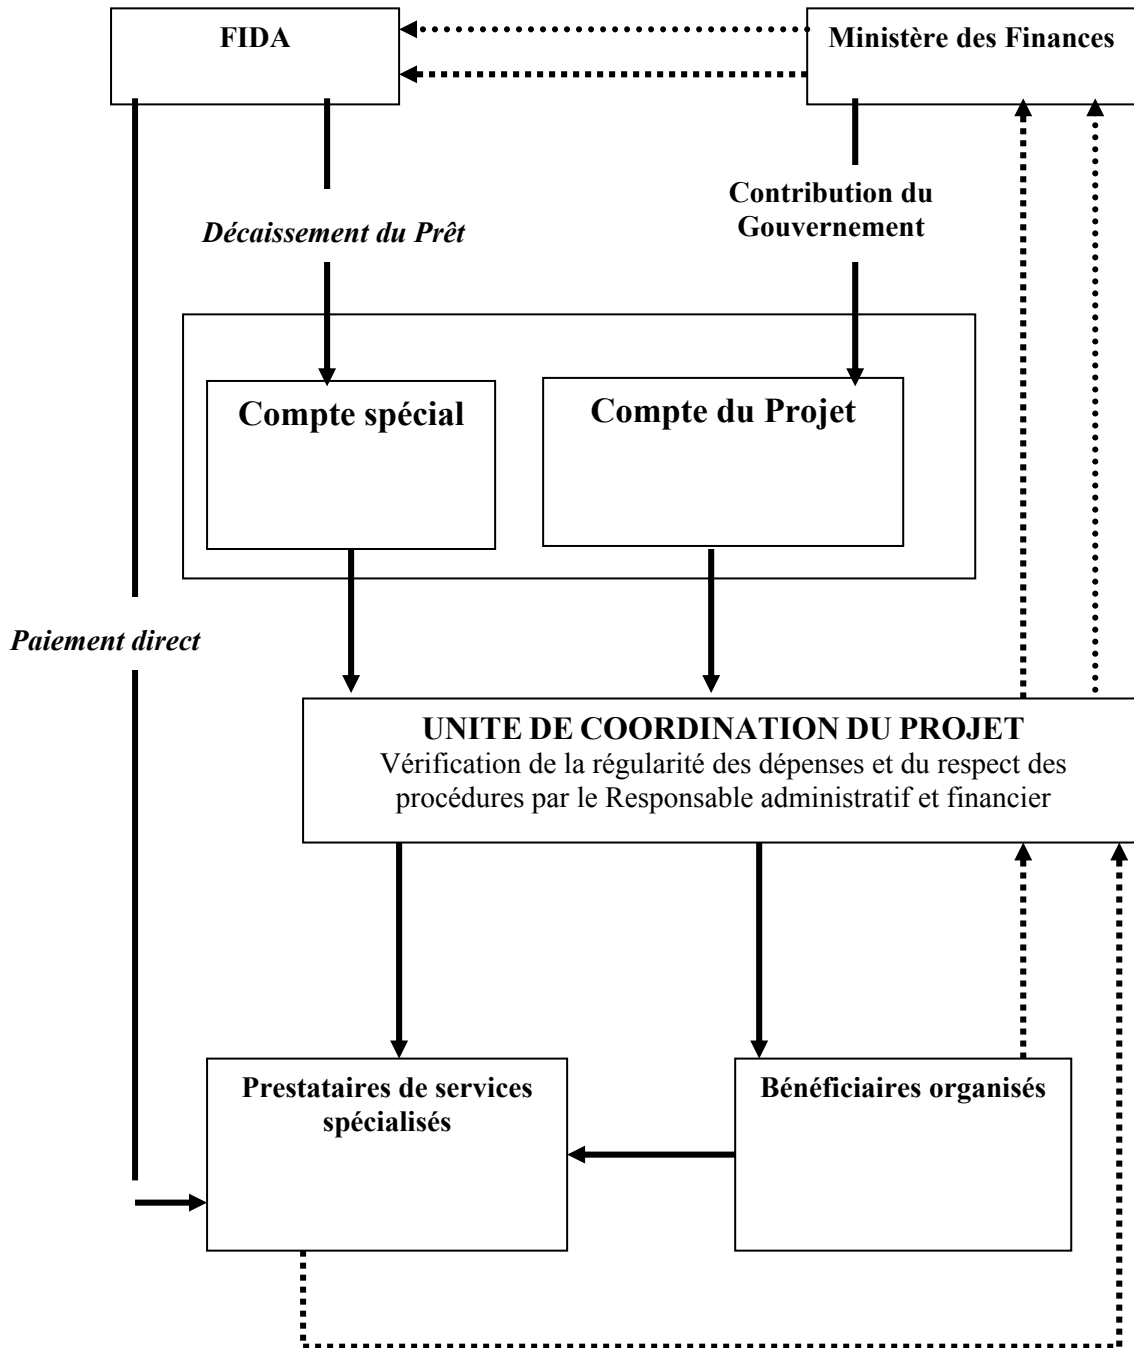 FIDA
Ministère des Finances
Contribution du
Gouvernement
Décaissement du Prêt
Compte spécial
Compte du Projet
Paiement direct
UNITE DE COORDINATION DU PROJET
Vérification de la régularité des dépenses et du respect des
procédures par le Responsable administratif et financier
Prestataires de services
spécialisés
Bénéficiaires organisés